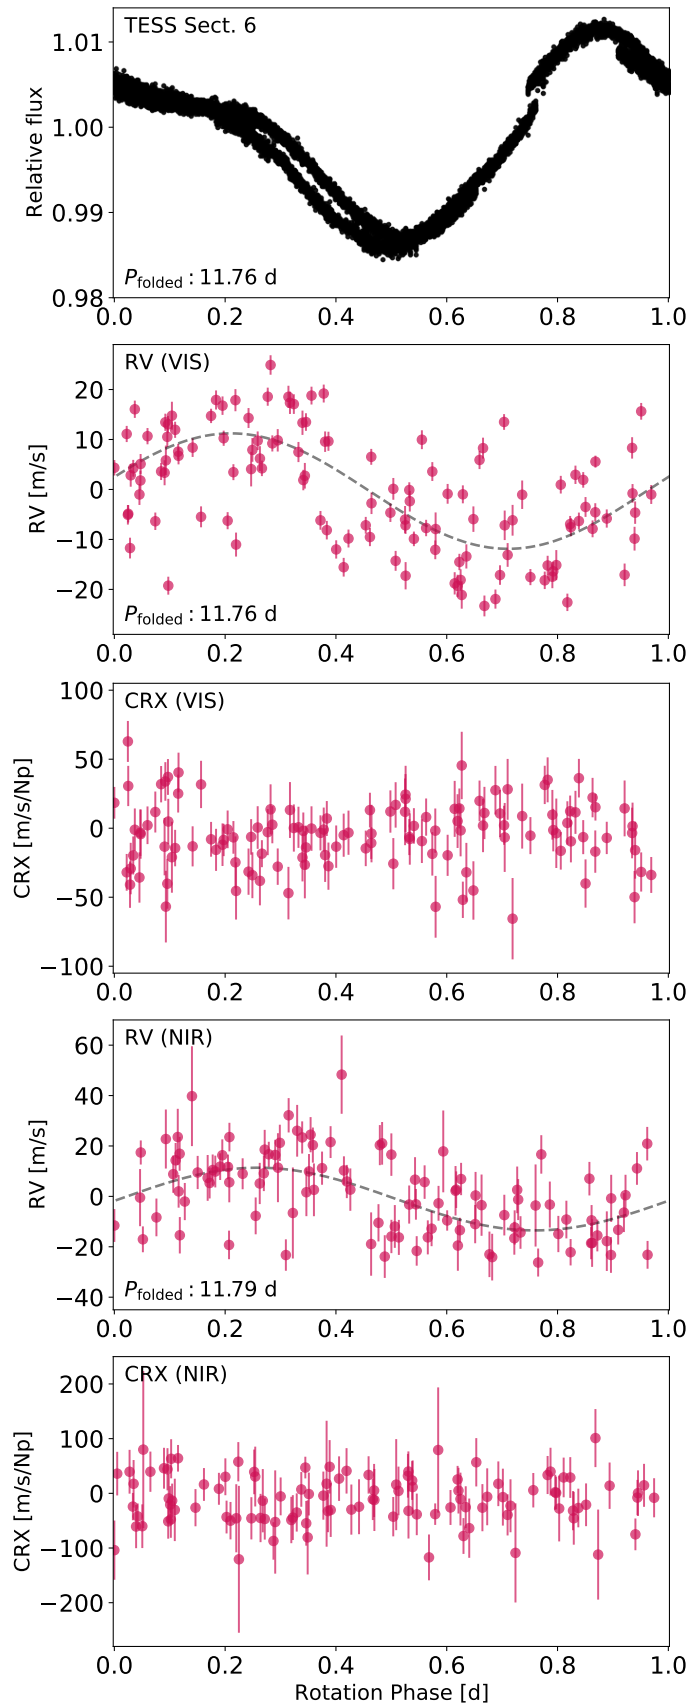 TESS Sect. 6
1.01
1.00
0.99
0.98
Relative flux
P_folded : 11.76 d
0.0 0.2 0.4 0.6 0.8 1.0
RV (VIS)
20
10
0
−10
−20
RV [m/s]
P_folded : 11.76 d
0.0 0.2 0.4 0.6 0.8 1.0
CRX (VIS)
100
50
0
−50
−100
CRX [m/s/Np]
0.0 0.2 0.4 0.6 0.8 1.0
RV (NIR)
60
40
20
0
−20
−40
RV [m/s]
P_folded : 11.79 d
0.0 0.2 0.4 0.6 0.8 1.0
CRX (NIR)
200
100
0
−100
−200
CRX [m/s/Np]
0.0 0.2 0.4 0.6 0.8 1.0
Rotation Phase [d]